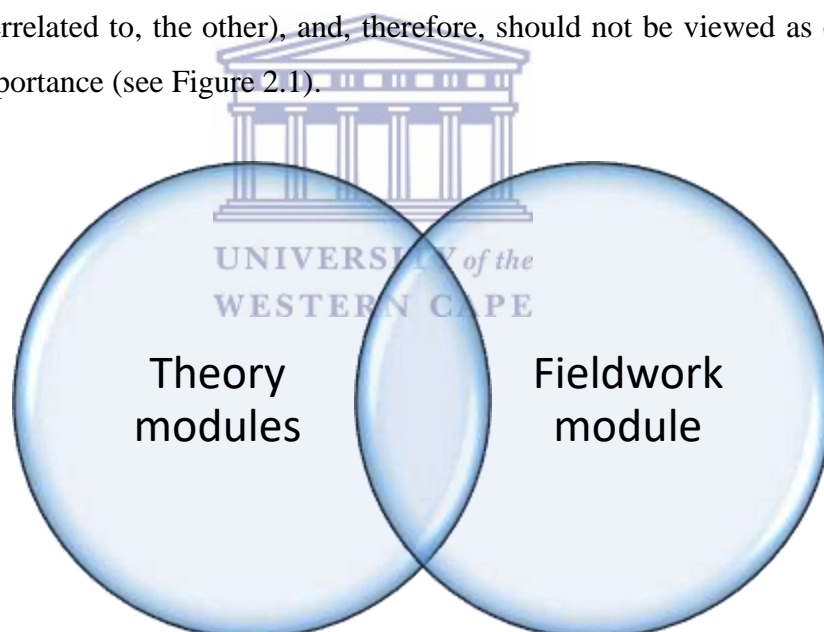 errelated to, the other), and, therefore, should not be viewed as
portance (see Figure 2.1).
UNIVERSITY of the
WESTERN CAPE
Theory
modules
Fieldwork
module